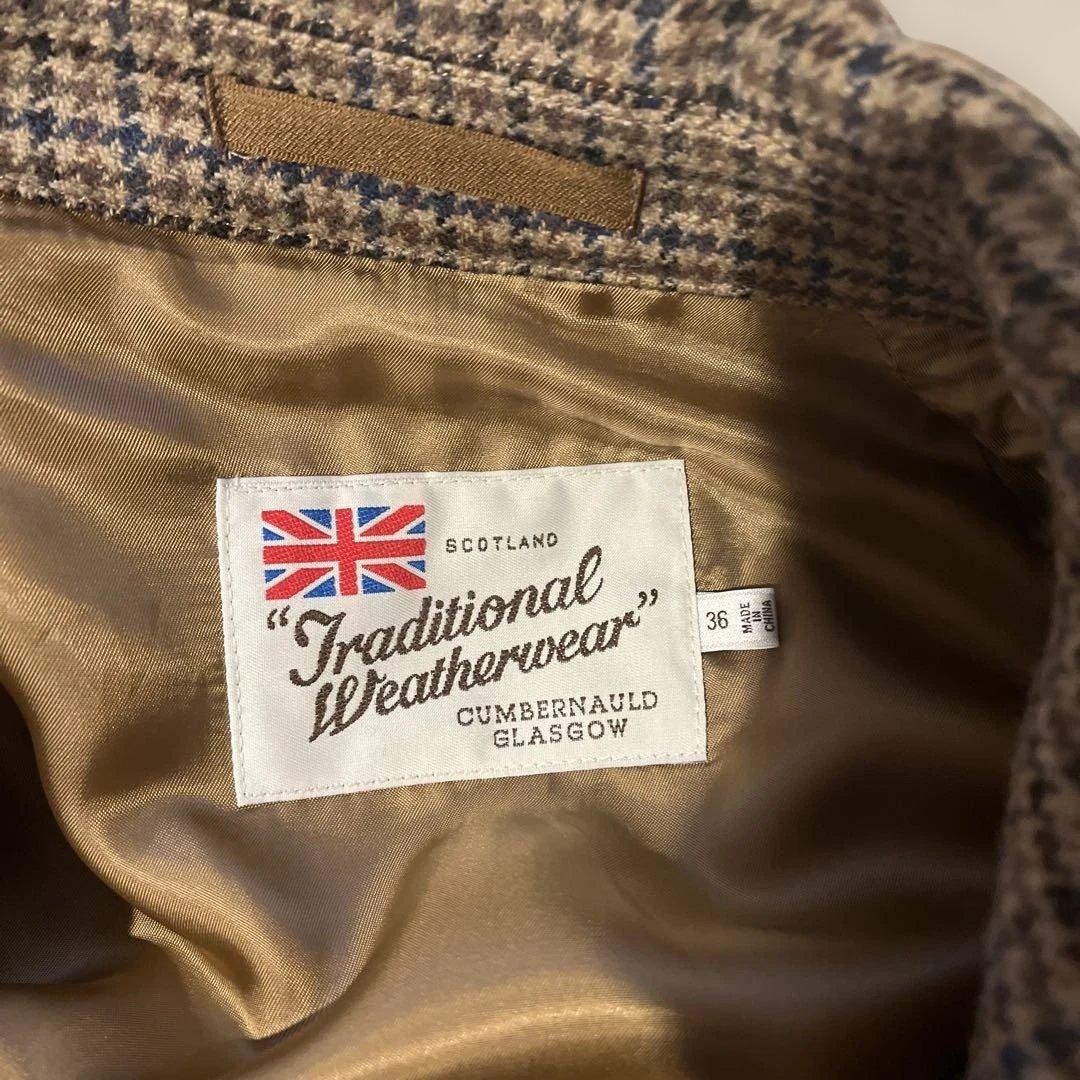 SCOTLAND
"Traditional
Weatherwear"
CUMBERNAULD
GLASGOW
36
MADE
IN
CHINA